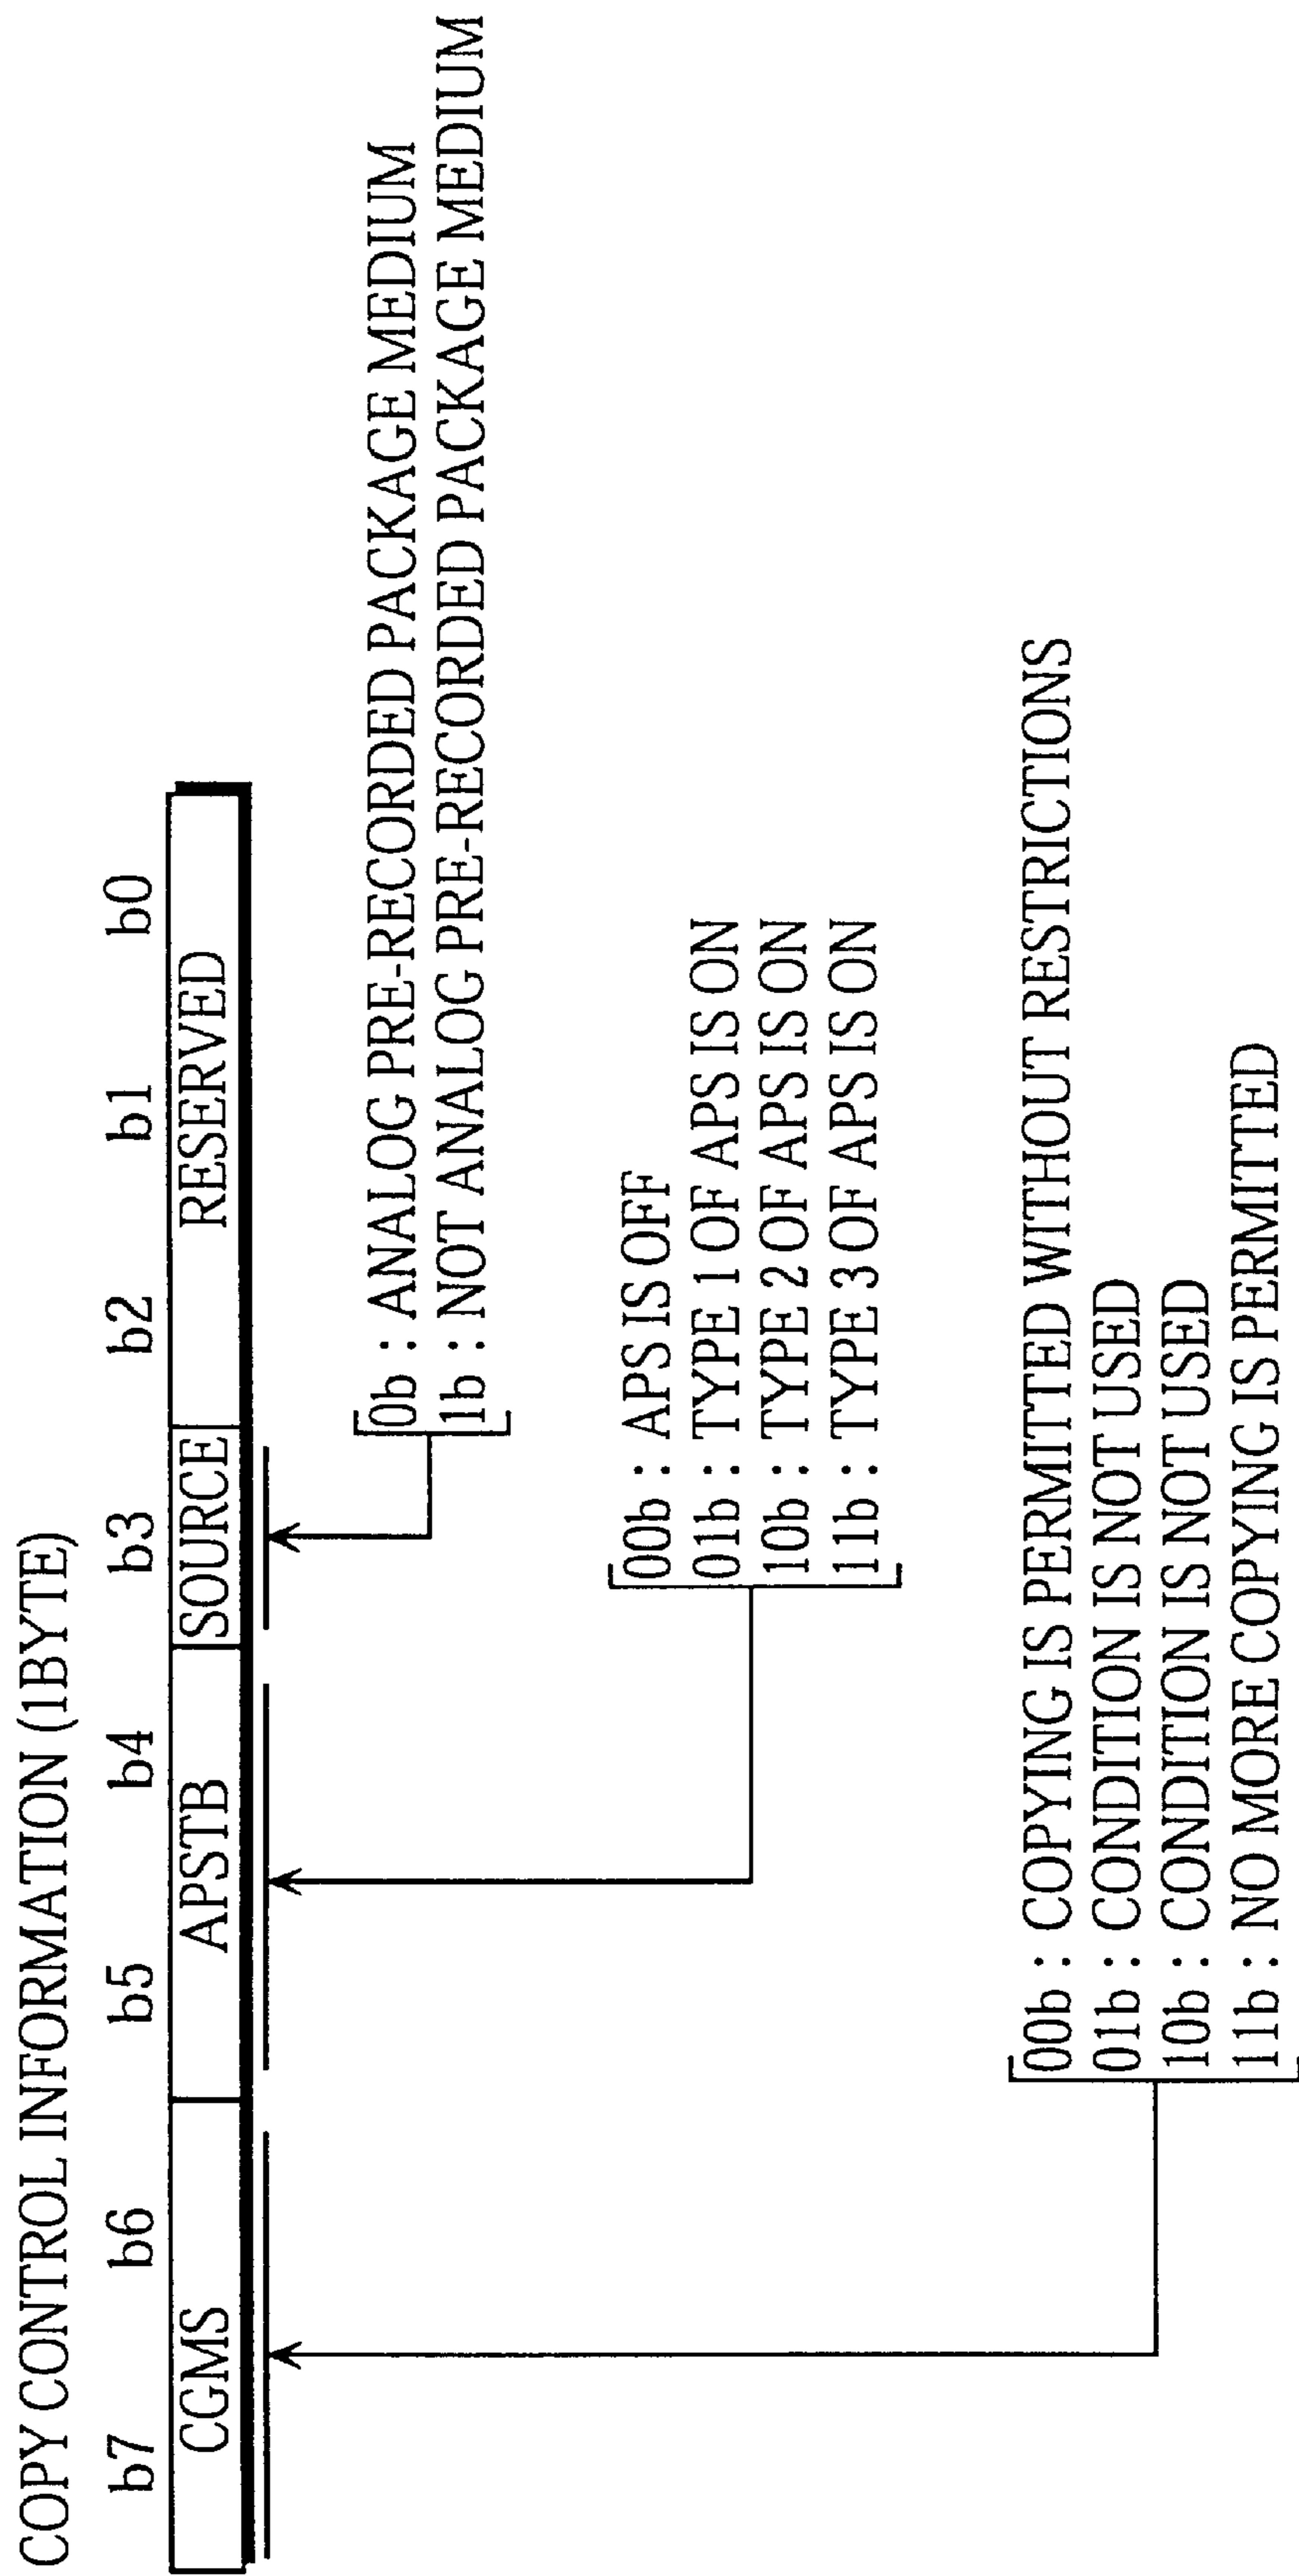 COPY CONTROL INFORMATION (1BYTE)
b7 b6 b5 b4 b3 b2 b1 b0
CGMS APSTB SOURCE RESERVED
0b : ANALOG PRE-RECORDED PACKAGE MEDIUM
1b : NOT ANALOG PRE-RECORDED PACKAGE MEDIUM
00b : APS IS OFF
01b : TYPE 1 OF APS IS ON
10b : TYPE 2 OF APS IS ON
11b : TYPE 3 OF APS IS ON
00b : COPYING IS PERMITTED WITHOUT RESTRICTIONS
01b : CONDITION IS NOT USED
10b : CONDITION IS NOT USED
11b : NO MORE COPYING IS PERMITTED